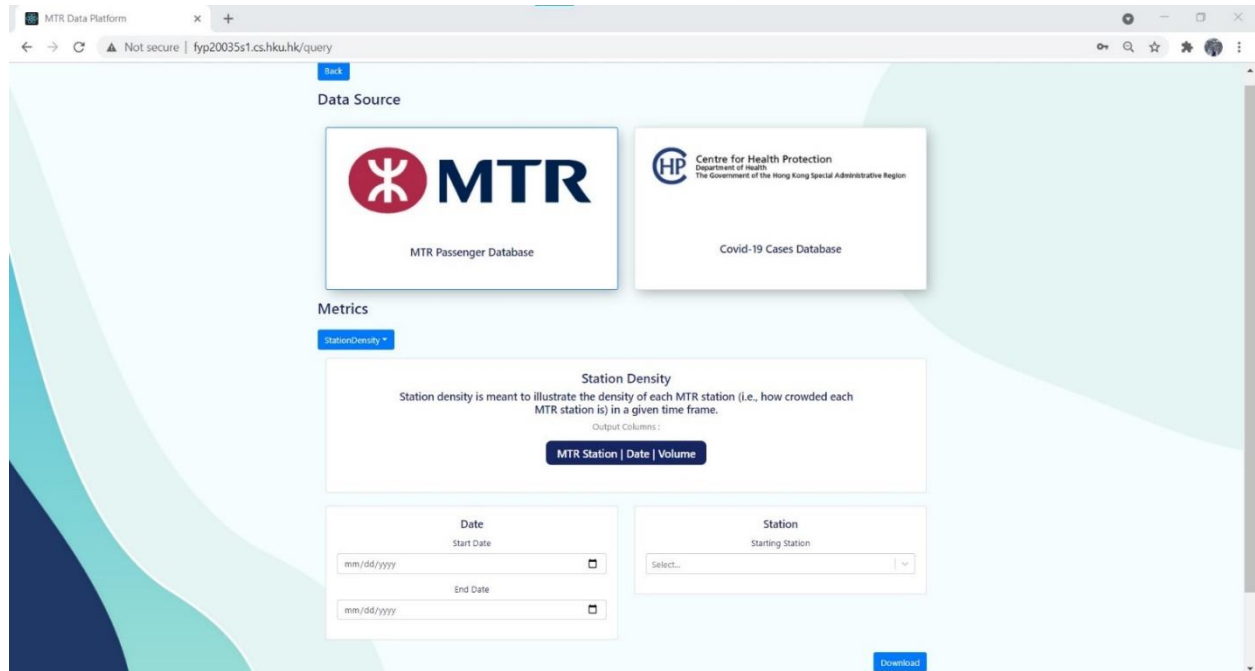 MTR Data Platform
Not secure | fyp20035s1.cs.hku.hk/query
Back
Data Source
MTR
MTR Passenger Database
CHP
Centre for Health Protection
Department of Health
The Government of the Hong Kong Special Administrative Region
Covid-19 Cases Database
Metrics
StationDensity
Station Density
Station density is meant to illustrate the density of each MTR station (i.e., how crowded each
MTR station is) in a given time frame.
Output Columns :
MTR Station | Date | Volume
Date
Start Date
mm/dd/yyyy
End Date
mm/dd/yyyy
Station
Starting Station
Select...
Download